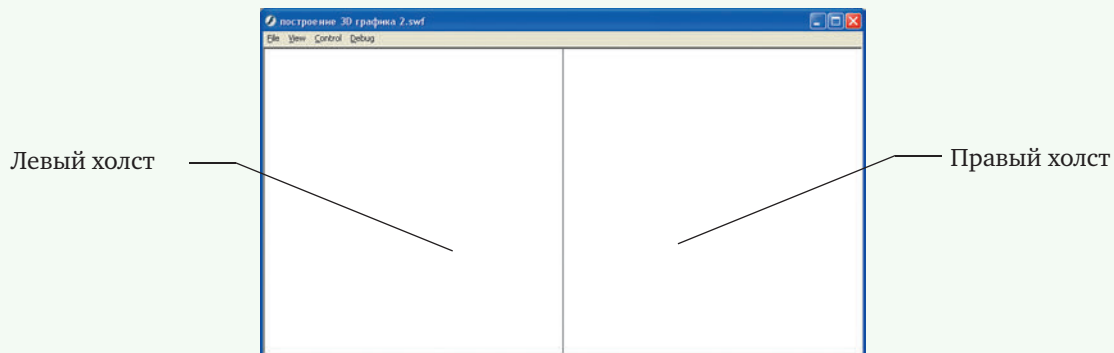 построение 3D графика 2.swf
File View Control Debug
Левый холст
Правый холст